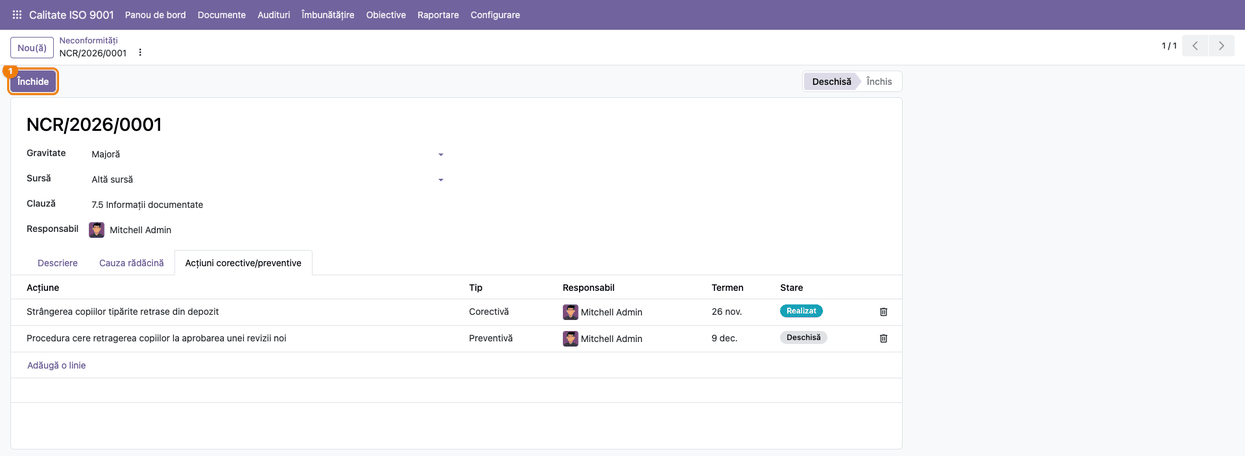 Calitate ISO 9001 Panou de bord Documente Audituri Îmbunătățire Obiective Raportare Configurare
Nou(ă) Neconformități
NCR/2026/0001
1 / 1
1
Închide
Deschisă Închis
NCR/2026/0001
Gravitate Majoră
Sursă Altă sursă
Clauză 7.5 Informații documentate
Responsabil Mitchell Admin
Descriere Cauza rădăcină Acțiuni corective/preventive
Acțiune Tip Responsabil Termen Stare
Strângerea copiilor tipărite retrase din depozit Corectivă Mitchell Admin 26 nov. Realizat
Procedura cere retragerea copiilor la aprobarea unei revizii noi Preventivă Mitchell Admin 9 dec. Deschisă
Adăugă o linie